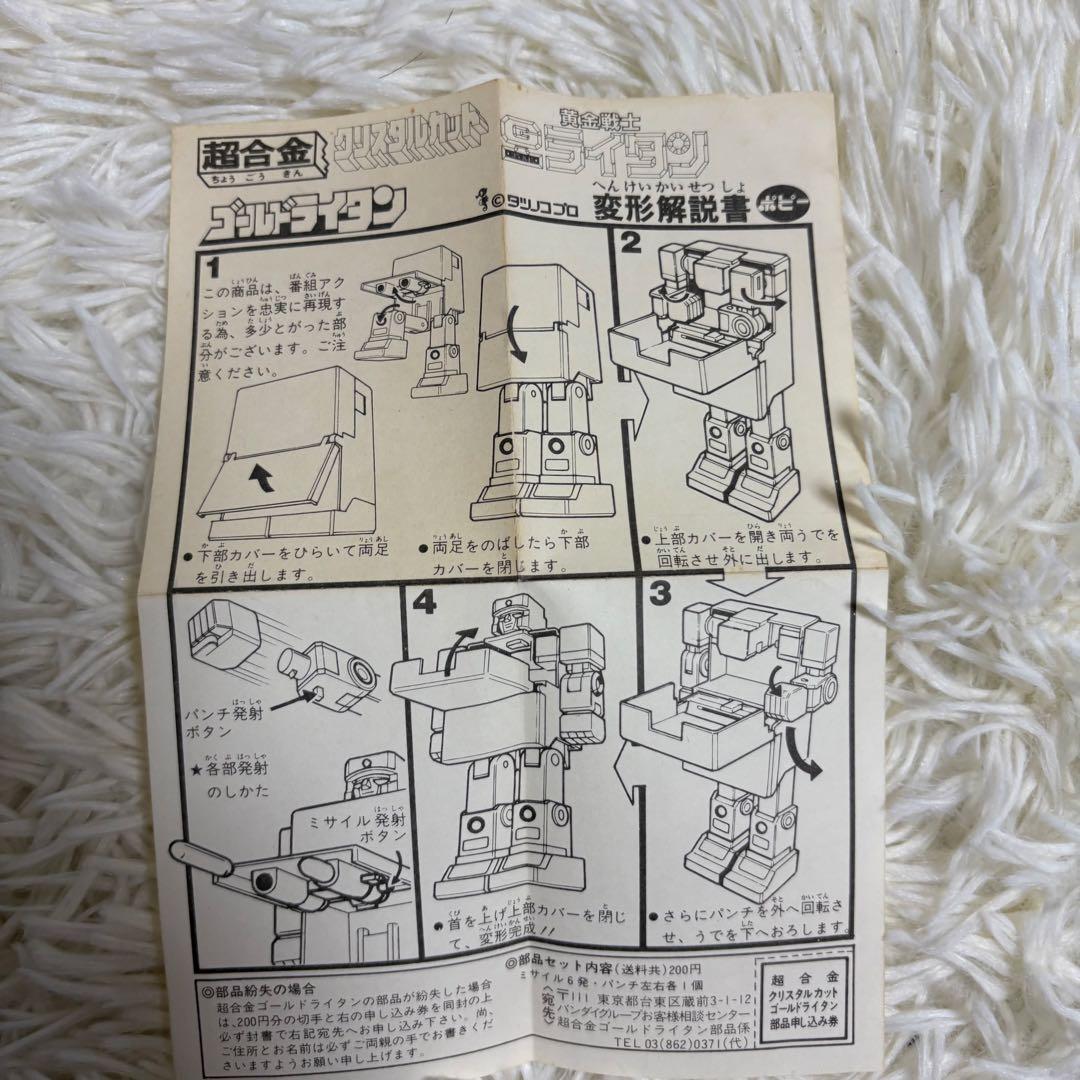 超合金
ちょう ごう きん
クリスタルカット
黄金戦士
ゴールドライタン
ゴールドライタン
©タツノコプロ
へんけいかいせつしょ
変形解説書
ポピー
1
この商品は、番組アク
ションを忠実に再現す
る為、多少とがった部
分がございます。ご注
意ください。
●下部カバーをひらいて両足
を引き出します。
●両足をのばしたら下部
カバーを閉じます。
2
●上部カバーを開き両うでを
回転させ外に出します。
3
●さらにパンチを外へ回転さ
せ、うでを下へおろします。
4
●首を上げ上部カバーを閉じ
て、変形完成!!
パンチ発射
ボタン
★各部発射
のしかた
ミサイル発射
ボタン
◎部品紛失の場合
超合金ゴールドライタンの部品が紛失した場合
は、200円分の切手と右の申し込み券を同封の上
必ず封書で右記宛先へお申し込み下さい。尚、
ご住所とお名前は必ずご両親の手でお書きくだ
さいますようお願い申し上げます。
◎部品セット内容(送料共)200円
ミサイル6発・パンチ左右各1個
〈宛先〉
〒111 東京都台東区蔵前3-1-12
バンダイグループお客様相談センター
超合金ゴールドライタン部品係
TEL 03(862)0371(代)
超合金
クリスタルカット
ゴールドライタン
部品申し込み券